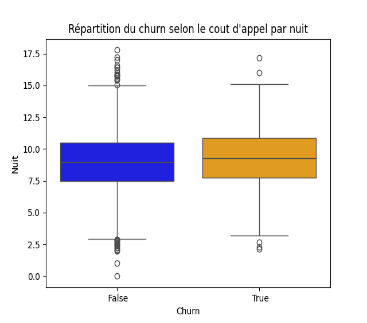 Répartition du churn selon le cout d'appel par nuit
17.5
15.0
12.5
10.0
7.5
5.0
2.5
0.0
Nuit
False
True
Churn